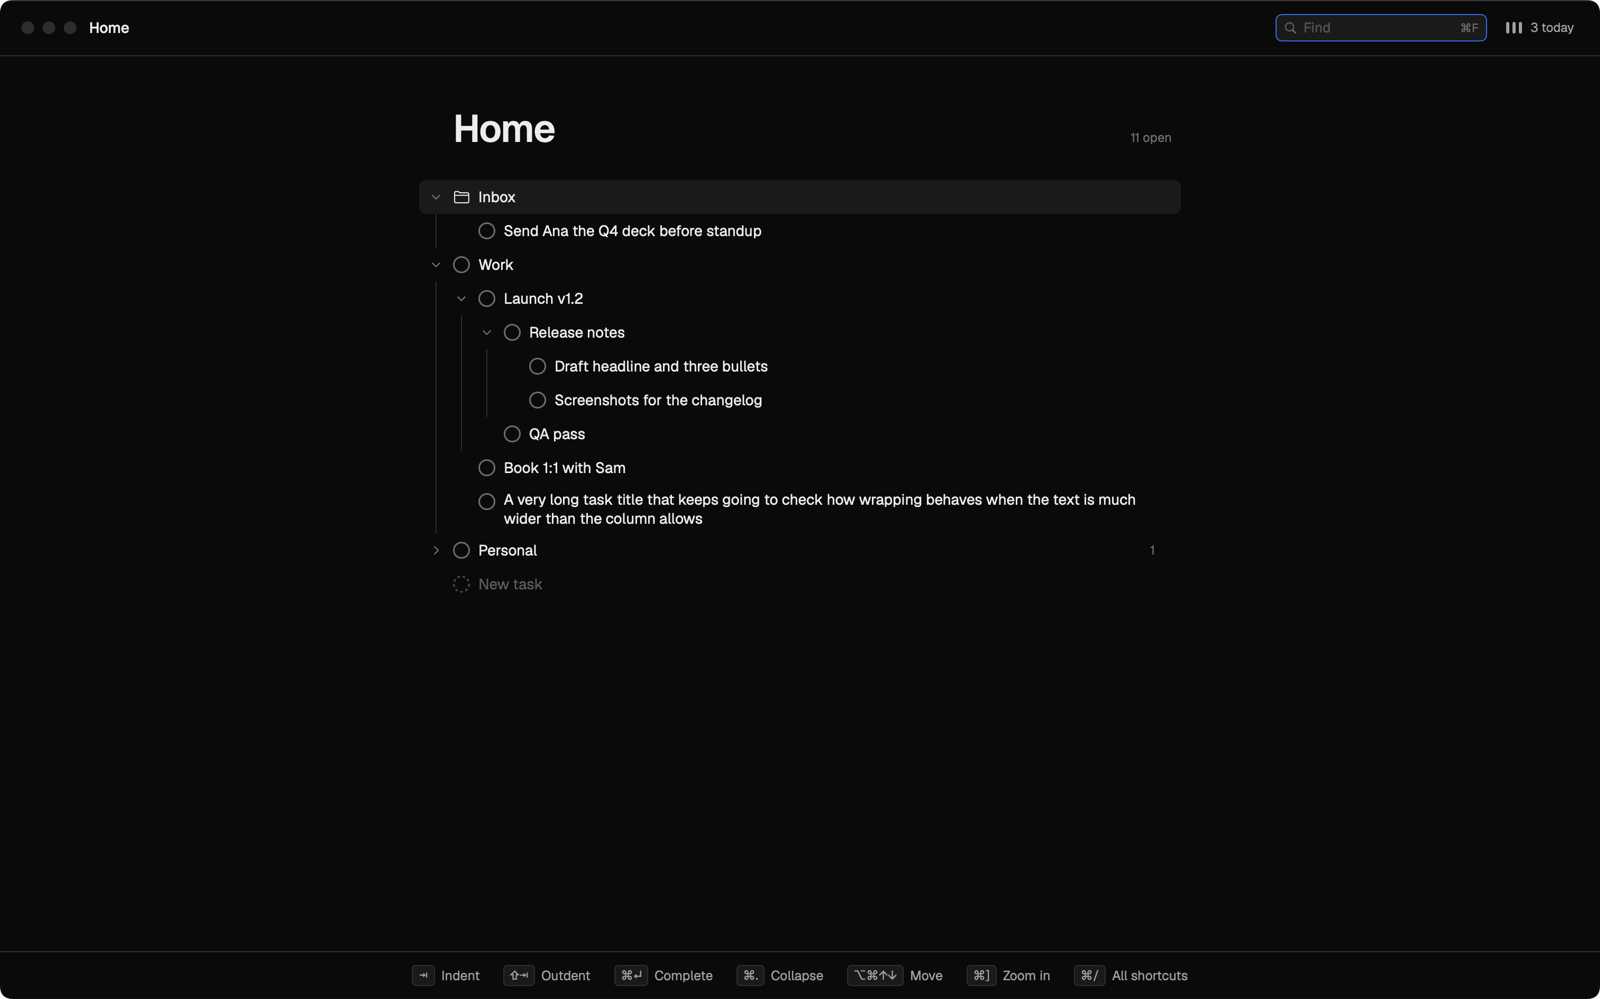 Home
Find ⌘F
3 today
Home
11 open
Inbox
Send Ana the Q4 deck before standup
Work
Launch v1.2
Release notes
Draft headline and three bullets
Screenshots for the changelog
QA pass
Book 1:1 with Sam
A very long task title that keeps going to check how wrapping behaves when the text is much
wider than the column allows
Personal 1
New task
⇥ Indent ⇧⇥ Outdent ⌘↵ Complete ⌘. Collapse ⌥⌘↑↓ Move ⌘] Zoom in ⌘/ All shortcuts